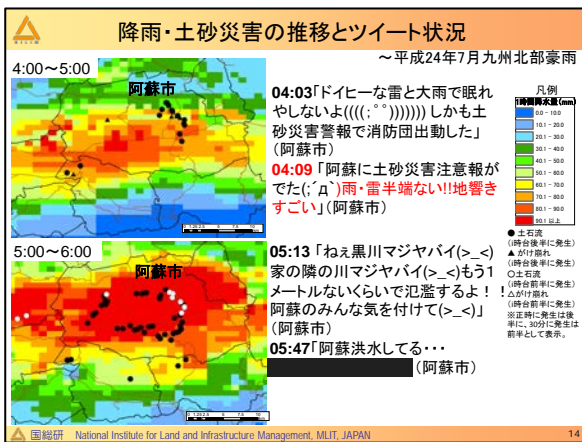 降雨・土砂災害の推移とツイート状況
～平成24年7月九州北部豪雨
4:00～5:00
阿蘇市
04:03「ドイヒーな雷と大雨で眠れ
やしないよ((((;゜゜))))))) しかも土
砂災害警報で消防団出動した」
(阿蘇市)
04:09 「阿蘇に土砂災害注意報が
でた(;´д`)雨・雷半端ない!!地響き
すごい」(阿蘇市)
5:00～6:00
阿蘇市
05:13 「ねぇ黒川マジヤバイ(>_<)
家の隣の川マジヤバイ(>_<)もう1
メートルないくらいで氾濫するよ！！
阿蘇のみんな気を付けて(>_<)」
(阿蘇市)
05:47「阿蘇洪水してる・・・
(阿蘇市)
凡例
1時間降水量(mm)
0.0 - 10.0
10.1 - 20.0
20.1 - 30.0
30.1 - 40.0
40.1 - 50.0
50.1 - 60.0
60.1 - 70.0
70.1 - 80.0
80.1 - 90.0
90.1 以上
●土石流
(i時台後半に発生)
▲がけ崩れ
(i時台後半に発生)
○土石流
(i時台前半に発生)
△がけ崩れ
(i時台前半に発生)
※正時に発生は後
半に、30分に発生は
前半として表示。
国総研 National Institute for Land and Infrastructure Management, MLIT, JAPAN
14